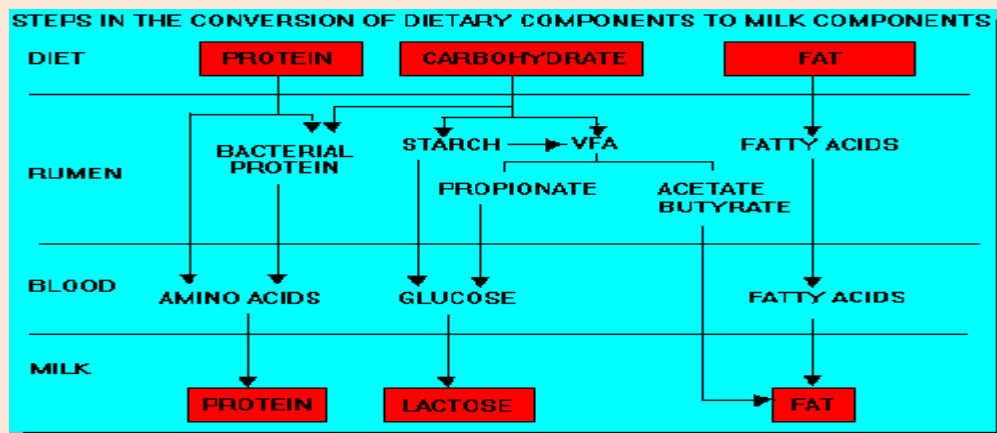 STEPS IN THE CONVERSION OF DIETARY COMPONENTS TO MILK COMPONENTS
DIET
PROTEIN
CARBOHYDRATE
FAT
RUMEN
BACTERIAL
PROTEIN
STARCH
VFA
FATTY ACIDS
PROPIONATE
ACETATE
BUTYRATE
BLOOD
AMINO ACIDS
GLUCOSE
FATTY ACIDS
MILK
PROTEIN
LACTOSE
FAT